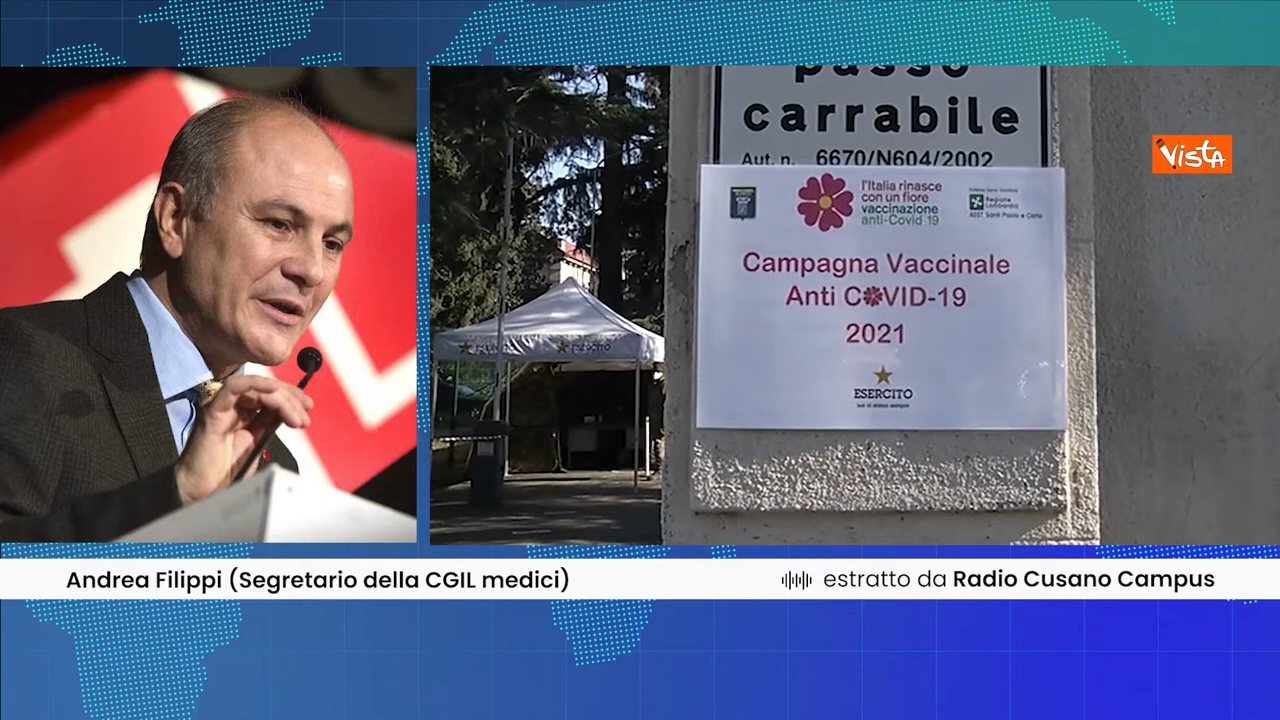 passo
carrabile
Aut. n. 6670/N604/2002
VISTA
l'Italia rinasce
con un fiore
vaccinazione
anti-Covid 19
Regione
Lombardia
ASST Santi Paolo e Carlo
Campagna Vaccinale
Anti COVID-19
2021
ESERCITO
ESERCITO
Andrea Filippi (Segretario della CGIL medici)
estratto da Radio Cusano Campus